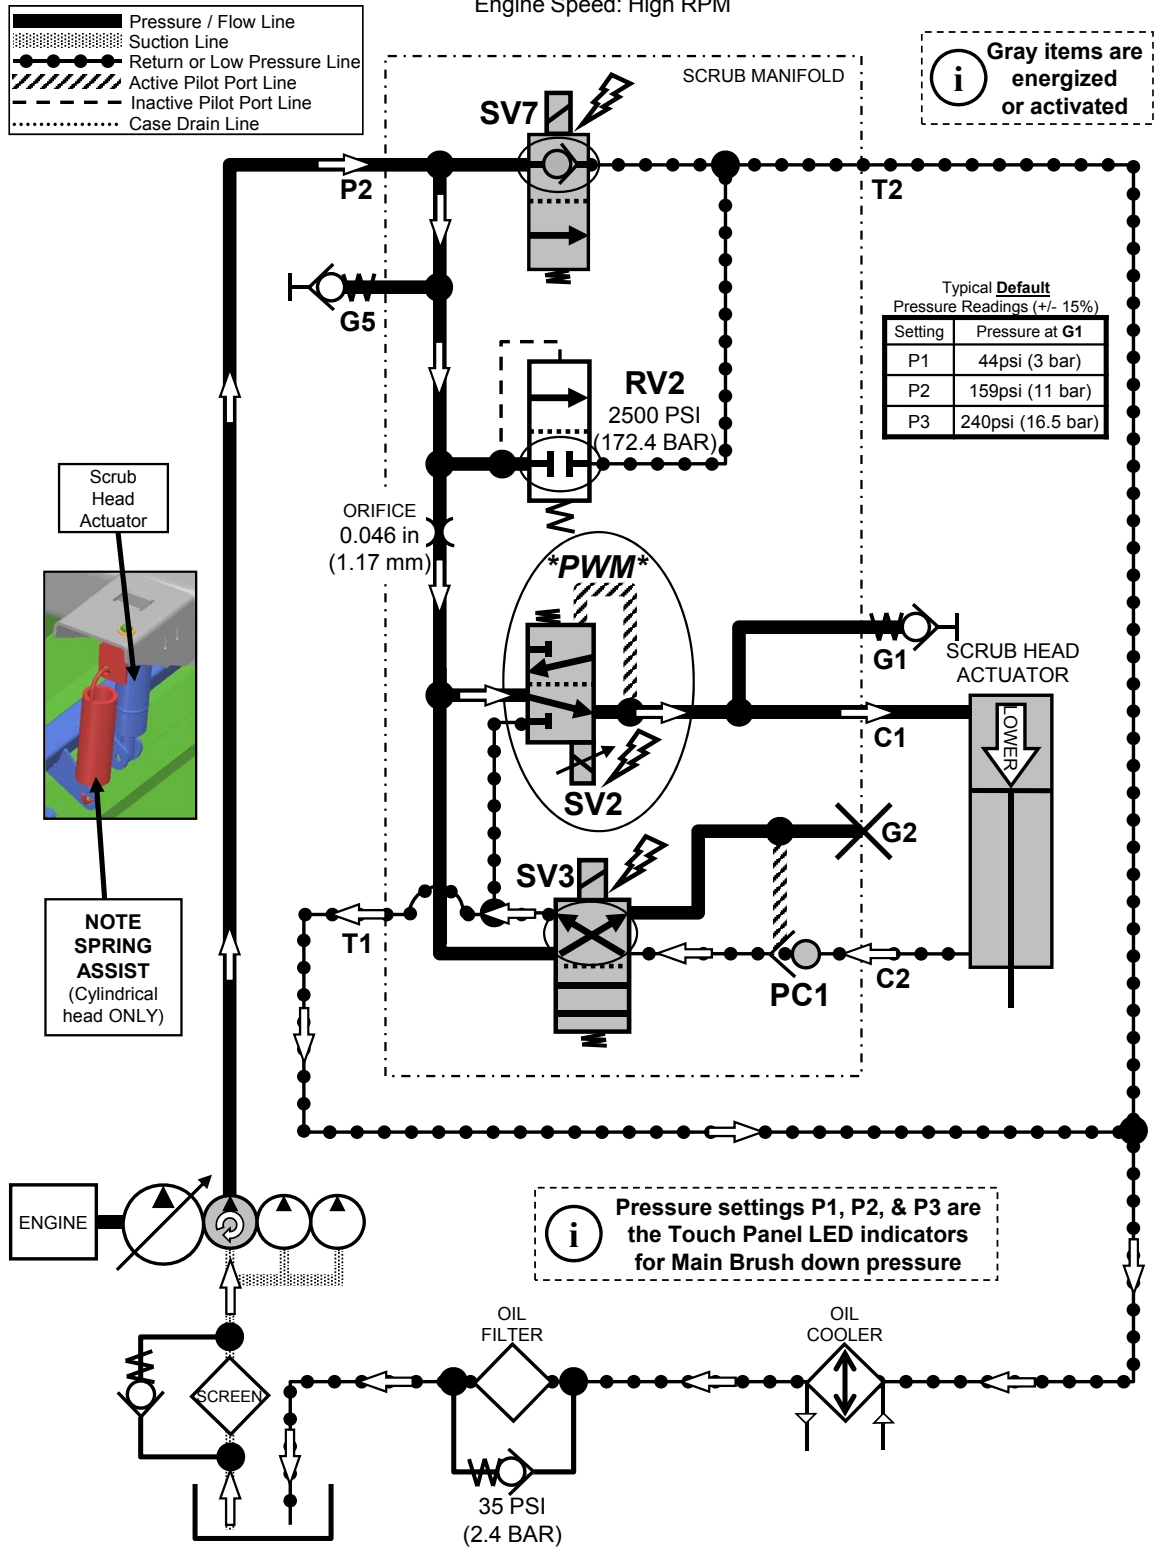 Engine Speed: High RPM
Pressure / Flow Line
Suction Line
Return or Low Pressure Line
Active Pilot Port Line
Inactive Pilot Port Line
Case Drain Line
SCRUB MANIFOLD
i
Gray items are
energized
or activated
SV7
P2
T2
G5
Typical Default
Pressure Readings (+/- 15%)
Setting Pressure at G1
P1 44psi (3 bar)
P2 159psi (11 bar)
P3 240psi (16.5 bar)
RV2
2500 PSI
(172.4 BAR)
Scrub
Head
Actuator
ORIFICE
0.046 in
(1.17 mm)
*PWM*
G1
SCRUB HEAD
ACTUATOR
LOWER
C1
SV2
G2
SV3
NOTE
SPRING
ASSIST
(Cylindrical
head ONLY)
T1
C2
PC1
ENGINE
i
Pressure settings P1, P2, & P3 are
the Touch Panel LED indicators
for Main Brush down pressure
OIL
FILTER
OIL
COOLER
SCREEN
35 PSI
(2.4 BAR)